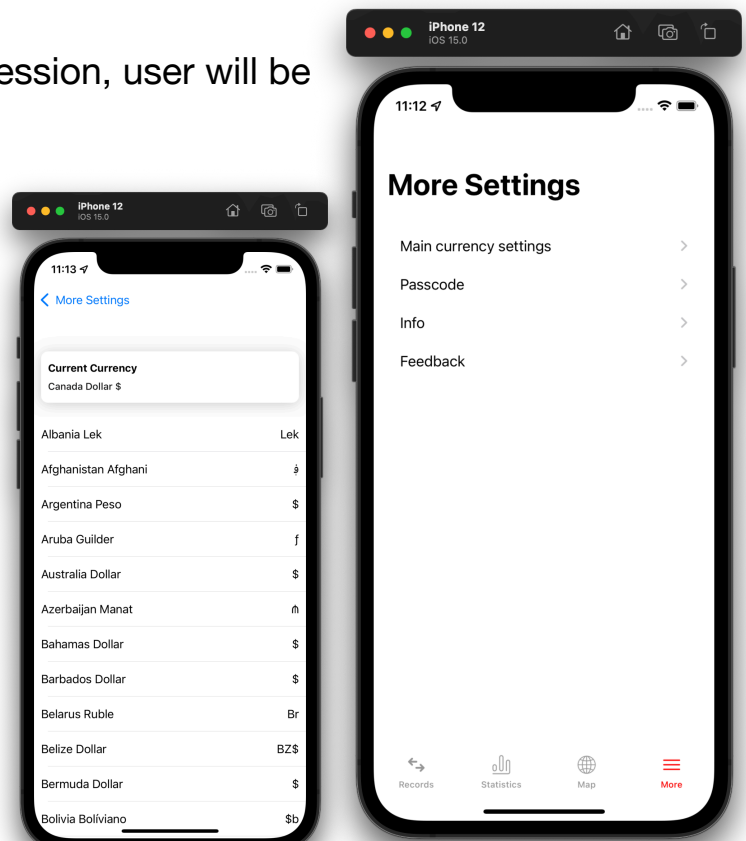 ession, user will be
iPhone 12
iOS 15.0
11:13
More Settings
Current Currency
Canada Dollar $
Albania Lek Lek
Afghanistan Afghani ؋
Argentina Peso $
Aruba Guilder ƒ
Australia Dollar $
Azerbaijan Manat ₼
Bahamas Dollar $
Barbados Dollar $
Belarus Ruble Br
Belize Dollar BZ$
Bermuda Dollar $
Bolivia Bolíviano $b
iPhone 12
iOS 15.0
11:12
More Settings
Main currency settings
Passcode
Info
Feedback
Records Statistics Map More